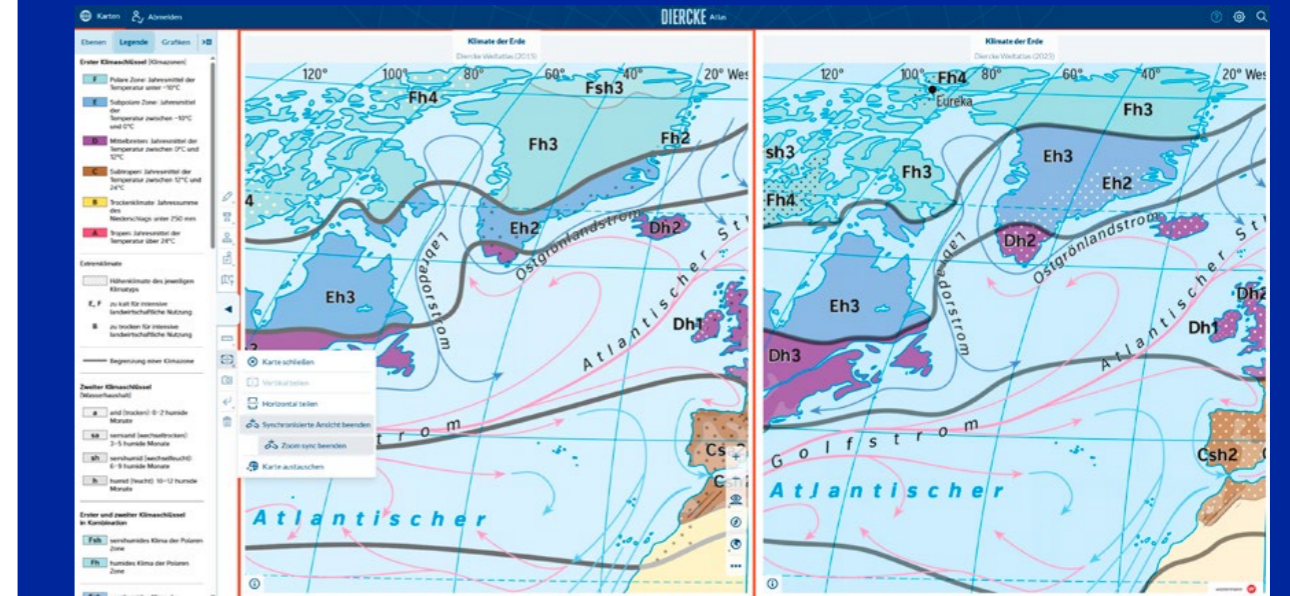 Karten Abmelden
DIERCKE Atlas
Ebenen Legende Grafiken
Erster Klimaschlüssel (Klimazonen)
F Polare Zone: Jahresmittel der
Temperatur unter -10°C
E Subpolare Zone: Jahresmittel
der
Temperatur zwischen -10°C
und 0°C
D Mittelbreiten: Jahresmittel der
Temperatur zwischen 0°C und
12°C
C Subtropen: Jahresmittel der
Temperatur zwischen 12°C und
24°C
B Trockenklimate: Jahressumme
des
Niederschlags unter 250 mm
A Tropen: Jahresmittel der
Temperatur über 24°C
Extremklimate
Höhenklimate des jeweiligen
Klimatyps
E, F zu kalt für intensive
landwirtschaftliche Nutzung
B zu trocken für intensive
landwirtschaftliche Nutzung
Begrenzung einer Klimazone
Zweiter Klimaschlüssel
(Wasserhaushalt)
a arid (trocken): 0-2 humide
Monate
sa semiarid (wechseltrocken):
3-5 humide Monate
sh semihumid (wechselfeucht):
6-9 humide Monate
h humid (feucht): 10-12 humide
Monate
Erster und zweiter Klimaschlüssel
in Kombination
Fsh semihumides Klima der Polaren
Zone
Fh humides Klima der Polaren
Zone
Karte schließen
Vertikal teilen
Horizontal teilen
Synchronisierte Ansicht beenden
Zoom sync beenden
Karte austauschen
Klimate der Erde
Diercke Weltatlas (2015)
120° 100° 80° 60° 40° 20° Wes
Fh4
Fsh3
Fh3
Fh2
4
Eh2
Dh2
Labradorstrom
Ostgrönlandstrom
Eh3
Dh1
Atlantischer St
trom
Cs
C
Atlantischer
Klimate der Erde
Diercke Weltatlas (2023)
120° 100° 80° 60° 40° 20° Wes
Fh4
Eureka
Fh3
sh3
Eh3
Fh3
Eh2
Fh4
Dh2
Labradorstrom
Ostgrönlandstrom
Eh3
Dh2
Dh1
Dh3
Atlantischer St
Golfstrom
Csh2
Atlantischer
westermann